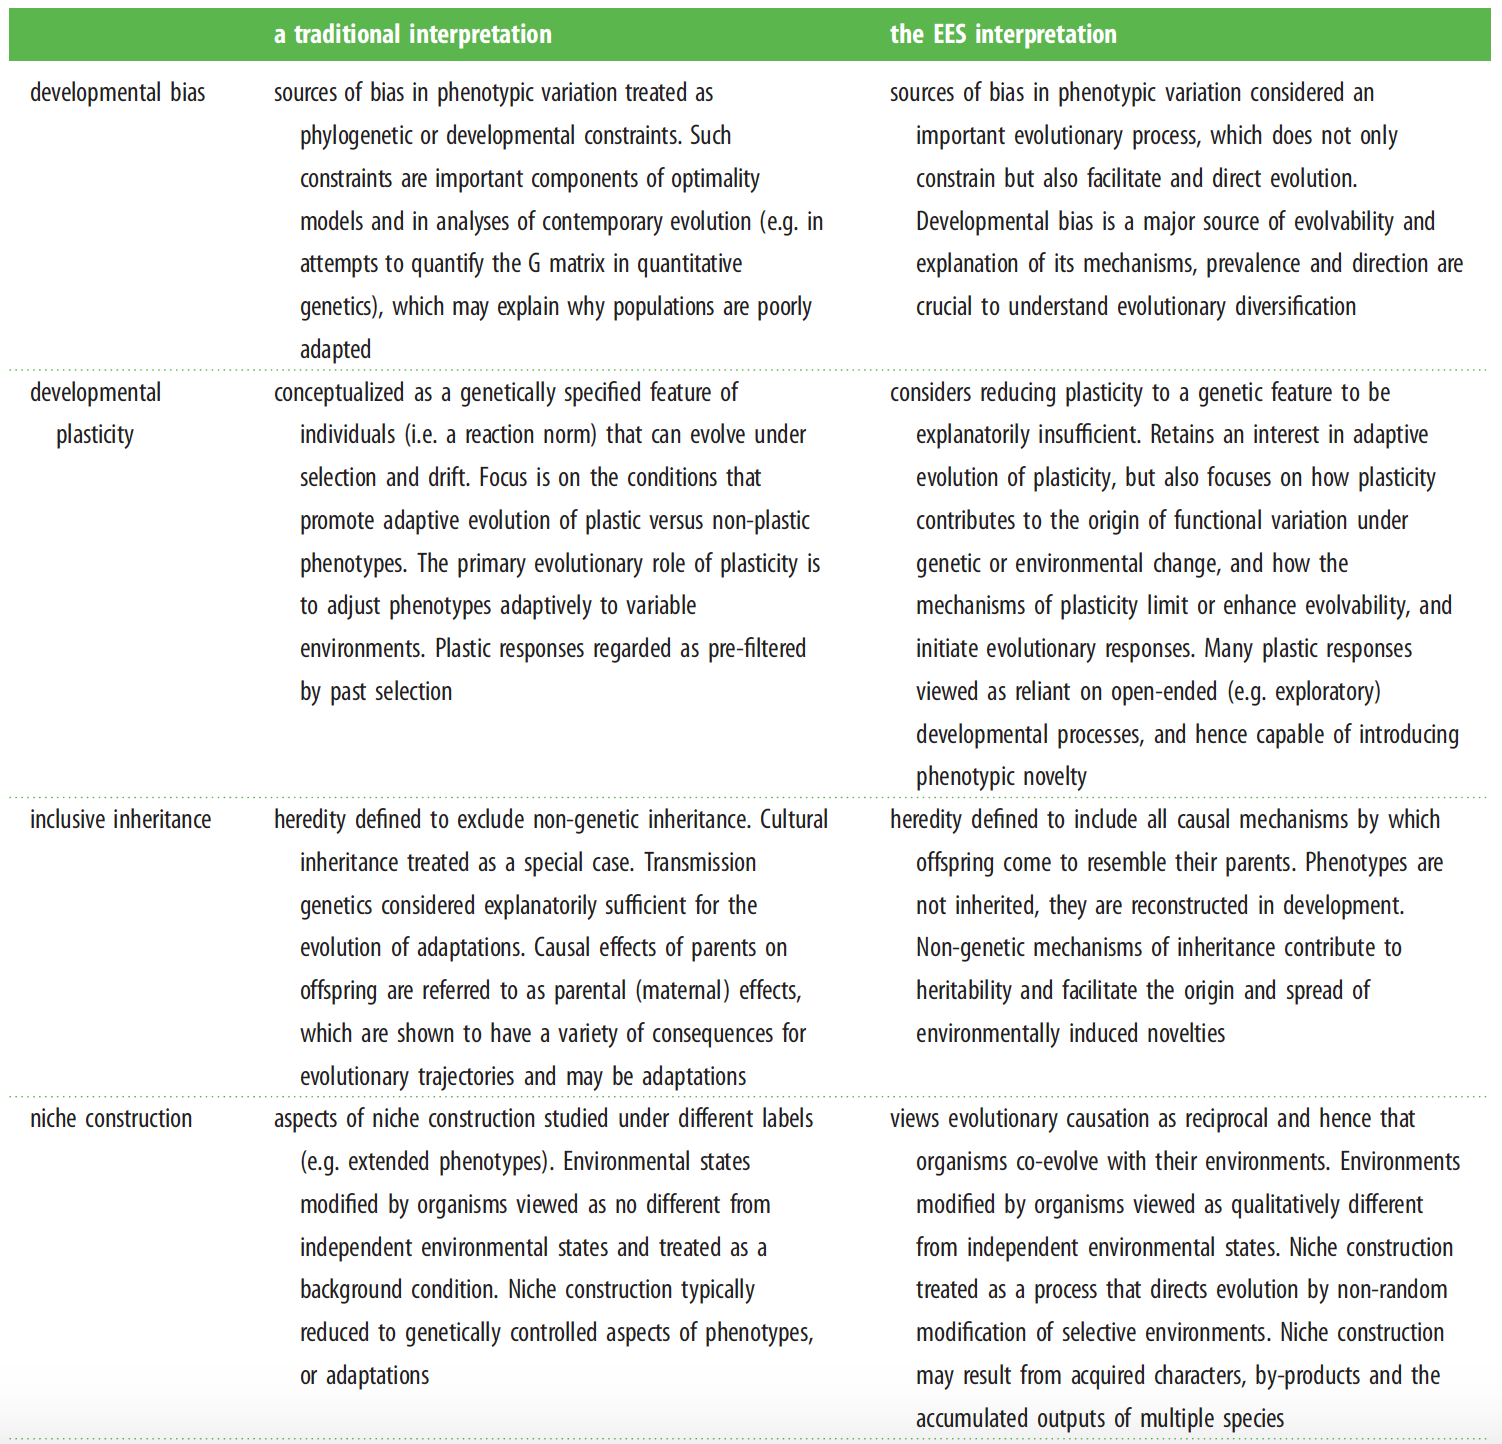 a traditional interpretation
the EES interpretation
developmental bias
sources of bias in phenotypic variation treated as
phylogenetic or developmental constraints. Such
constraints are important components of optimality
models and in analyses of contemporary evolution (e.g. in
attempts to quantify the G matrix in quantitative
genetics), which may explain why populations are poorly
adapted
sources of bias in phenotypic variation considered an
important evolutionary process, which does not only
constrain but also facilitate and direct evolution.
Developmental bias is a major source of evolvability and
explanation of its mechanisms, prevalence and direction are
crucial to understand evolutionary diversification
developmental
plasticity
conceptualized as a genetically specified feature of
individuals (i.e. a reaction norm) that can evolve under
selection and drift. Focus is on the conditions that
promote adaptive evolution of plastic versus non-plastic
phenotypes. The primary evolutionary role of plasticity is
to adjust phenotypes adaptively to variable
environments. Plastic responses regarded as pre-filtered
by past selection
considers reducing plasticity to a genetic feature to be
explanatorily insufficient. Retains an interest in adaptive
evolution of plasticity, but also focuses on how plasticity
contributes to the origin of functional variation under
genetic or environmental change, and how the
mechanisms of plasticity limit or enhance evolvability, and
initiate evolutionary responses. Many plastic responses
viewed as reliant on open-ended (e.g. exploratory)
developmental processes, and hence capable of introducing
phenotypic novelty
inclusive inheritance
heredity defined to exclude non-genetic inheritance. Cultural
inheritance treated as a special case. Transmission
genetics considered explanatorily sufficient for the
evolution of adaptations. Causal effects of parents on
offspring are referred to as parental (maternal) effects,
which are shown to have a variety of consequences for
evolutionary trajectories and may be adaptations
heredity defined to include all causal mechanisms by which
offspring come to resemble their parents. Phenotypes are
not inherited, they are reconstructed in development.
Non-genetic mechanisms of inheritance contribute to
heritability and facilitate the origin and spread of
environmentally induced novelties
niche construction
aspects of niche construction studied under different labels
(e.g. extended phenotypes). Environmental states
modified by organisms viewed as no different from
independent environmental states and treated as a
background condition. Niche construction typically
reduced to genetically controlled aspects of phenotypes,
or adaptations
views evolutionary causation as reciprocal and hence that
organisms co-evolve with their environments. Environments
modified by organisms viewed as qualitatively different
from independent environmental states. Niche construction
treated as a process that directs evolution by non-random
modification of selective environments. Niche construction
may result from acquired characters, by-products and the
accumulated outputs of multiple species